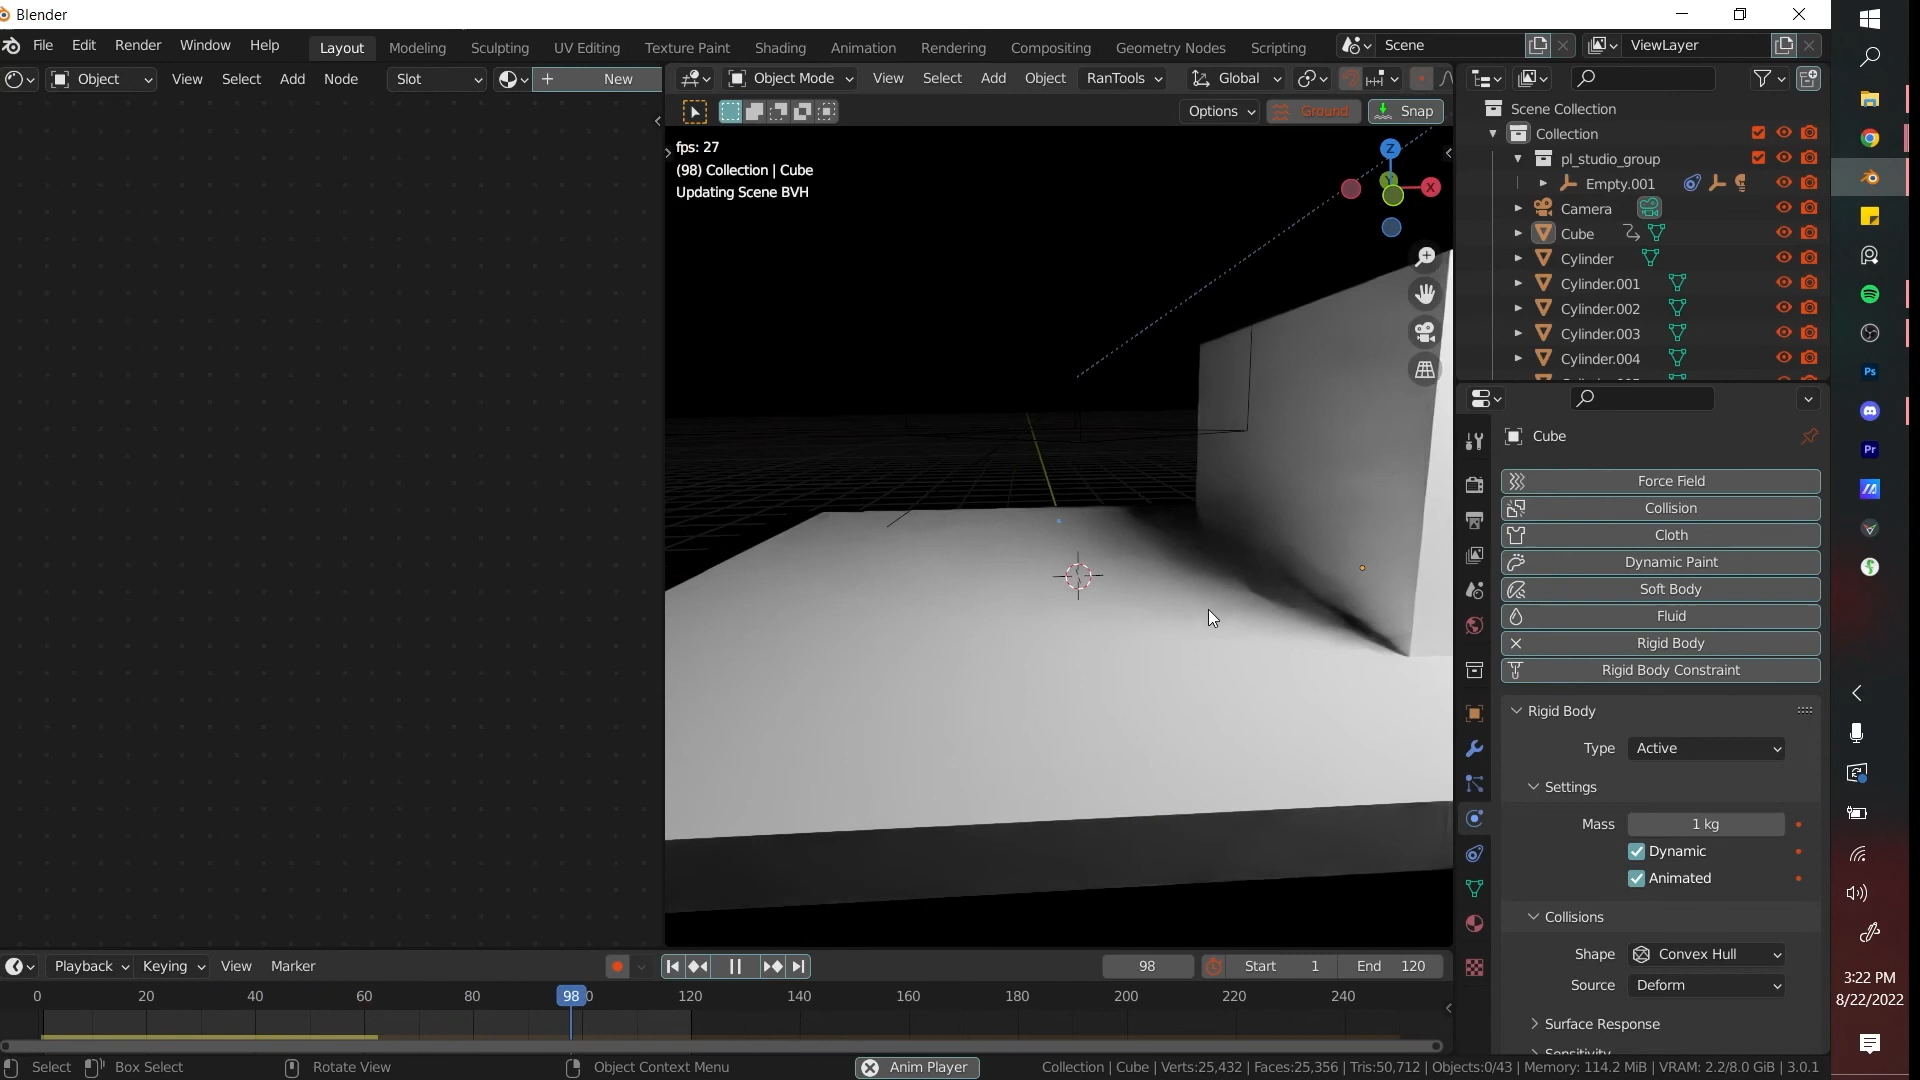 Blender
File Edit Render Window Help
Layout Modeling Sculpting UV Editing Texture Paint Shading Animation Rendering Compositing Geometry Nodes Scripting
Scene
ViewLayer
Object View Select Add Node Slot New
Object Mode View Select Add Object RanTools Global
Options Ground Snap
fps: 27
(98) Collection | Cube
Updating Scene BVH
Z
X
Scene Collection
Collection
pl_studio_group
Empty.001
Camera
Cube
Cylinder
Cylinder.001
Cylinder.002
Cylinder.003
Cylinder.004
Cube
Force Field
Collision
Cloth
Dynamic Paint
Soft Body
Fluid
Rigid Body
Rigid Body Constraint
Rigid Body
Type Active
Settings
Mass 1 kg
Dynamic
Animated
Collisions
Shape Convex Hull
Source Deform
Surface Response
Playback Keying View Marker
98 Start 1 End 120
0 20 40 60 80 98 0 120 140 160 180 200 220 240
Select Box Select Rotate View Object Context Menu Anim Player
Collection | Cube | Verts:25,432 | Faces:25,356 | Tris:50,712 | Objects:0/43 | Memory: 114.2 MiB | VRAM: 2.2/8.0 GiB | 3.0.1
Ps
Pr
3:22 PM
8/22/2022